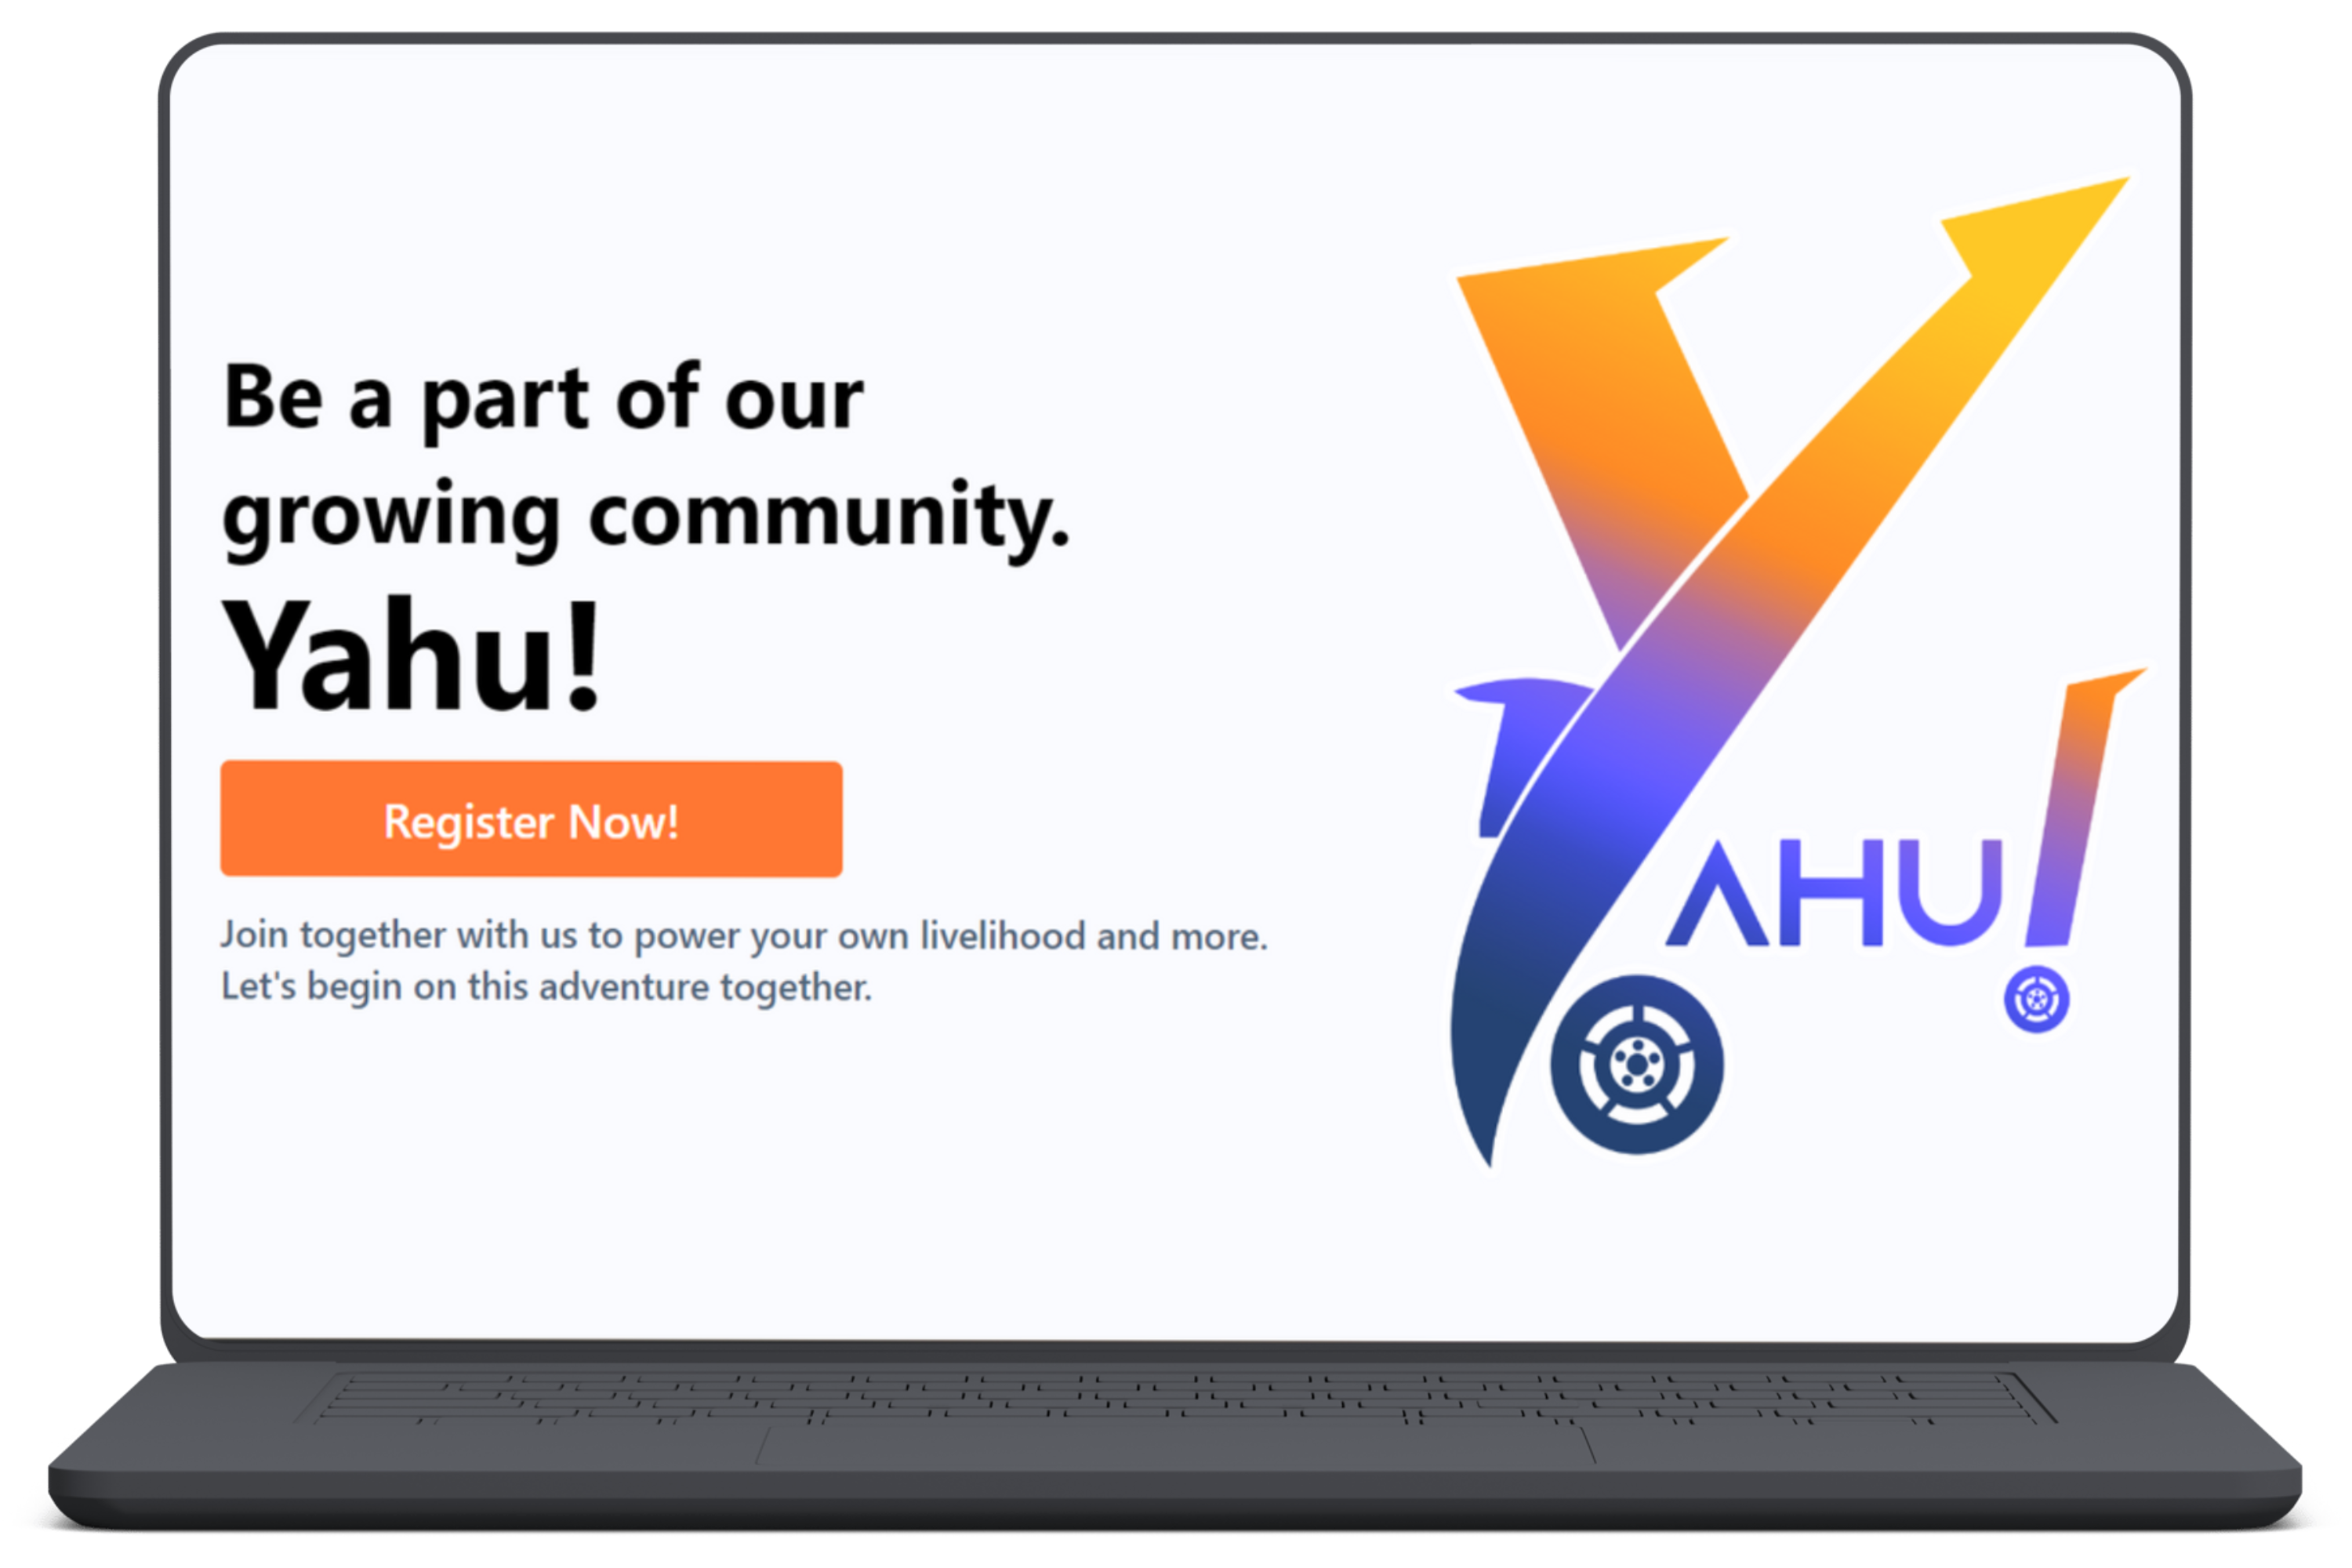 Be a part of our
growing community.
Yahu!
Register Now!
Join together with us to power your own livelihood and more.
Let's begin on this adventure together.
YAHU!